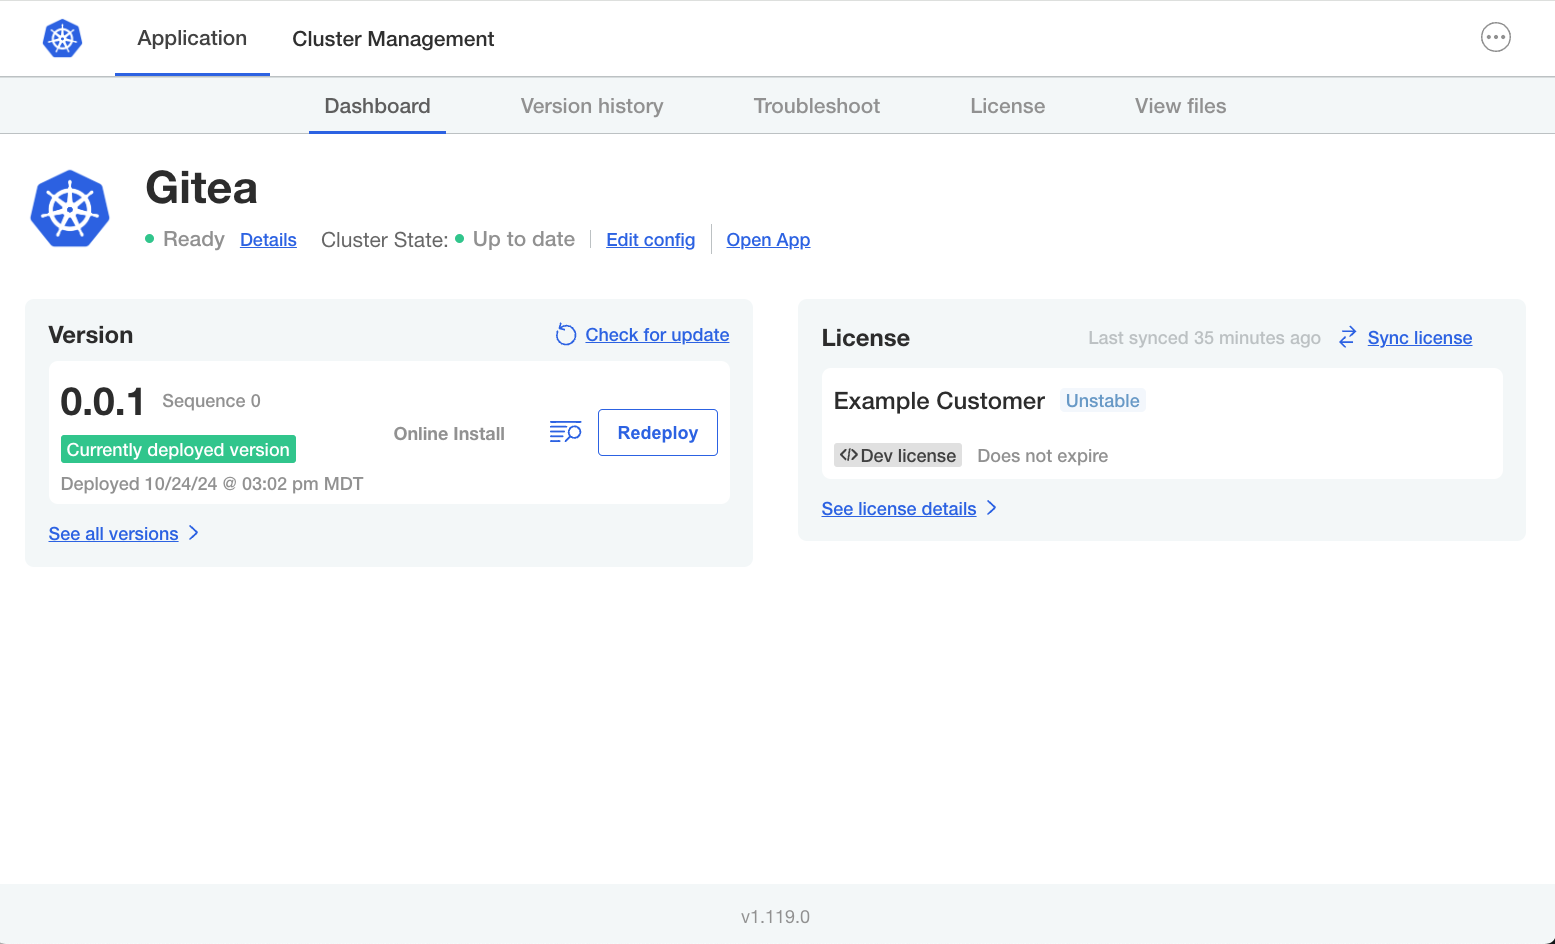 Application Cluster Management
Dashboard Version history Troubleshoot License View files
Gitea
Ready Details Cluster State: Up to date Edit config Open App
Version Check for update
0.0.1 Sequence 0
Currently deployed version
Deployed 10/24/24 @ 03:02 pm MDT
Online Install Redeploy
See all versions
License Last synced 35 minutes ago Sync license
Example Customer Unstable
</>Dev license Does not expire
See license details
v1.119.0